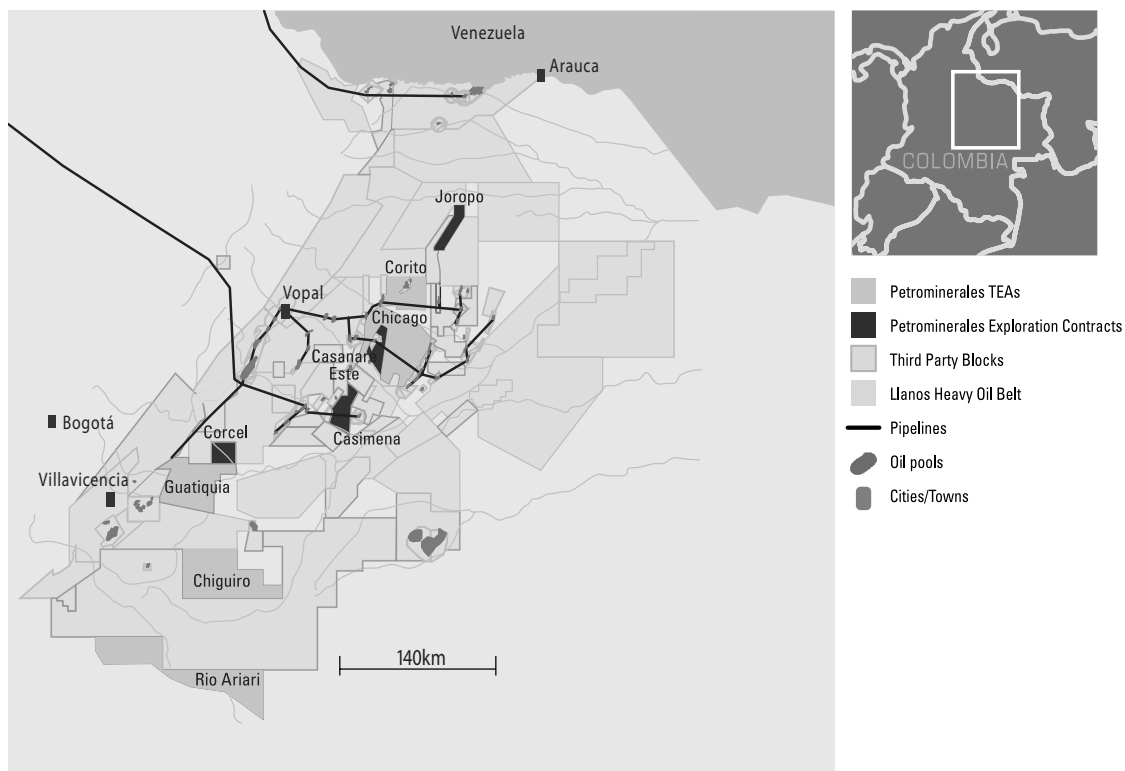 Venezuela
Arauca
Joropo
Corito
Vopal
Chicago
Casanare
Este
Bogotá
Corcel
Casimena
Villavicencia
Guatiquia
Chiguiro
140km
Rio Ariari
COLOMBIA
Petrominerales TEAs
Petrominerales Exploration Contracts
Third Party Blocks
Llanos Heavy Oil Belt
Pipelines
Oil pools
Cities/Towns